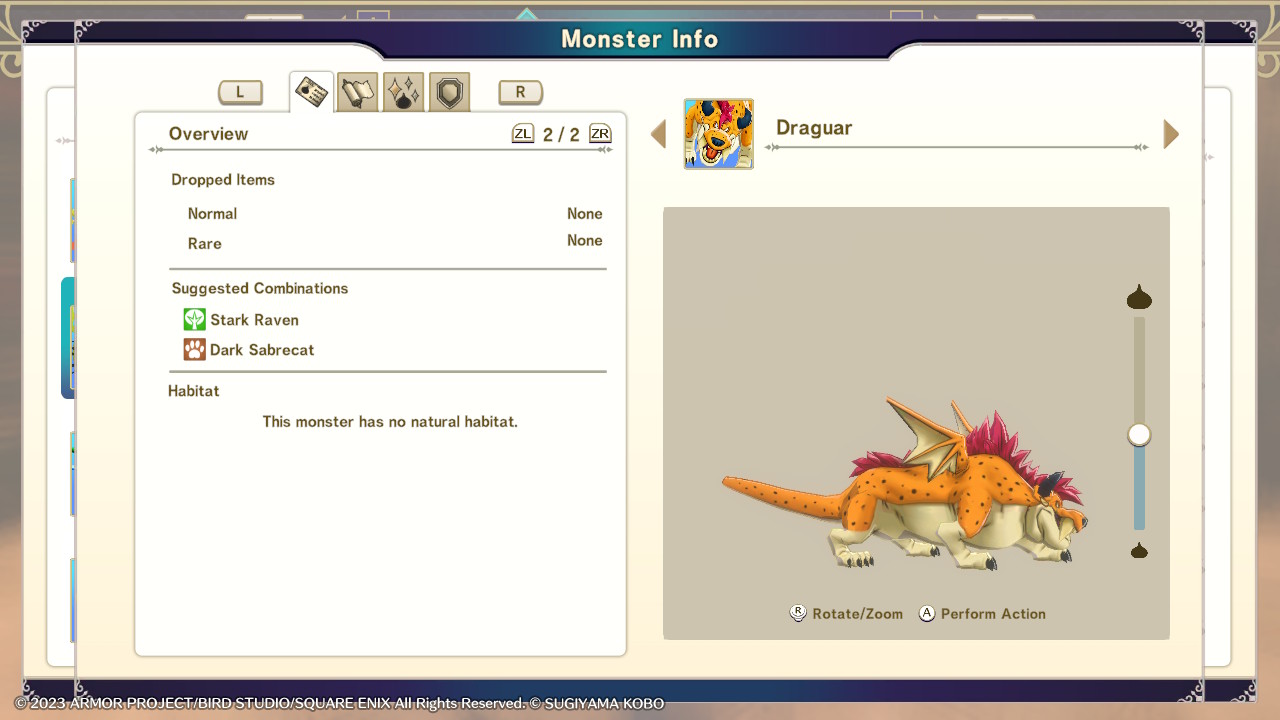 Monster Info
L
R
Overview
ZL 2 / 2 ZR
Draguar
Dropped Items
Normal None
Rare None
Suggested Combinations
Stark Raven
Dark Sabrecat
Habitat
This monster has no natural habitat.
R Rotate/Zoom A Perform Action
© 2023 ARMOR PROJECT/BIRD STUDIO/SQUARE ENIX All Rights Reserved. © SUGIYAMA KOBO